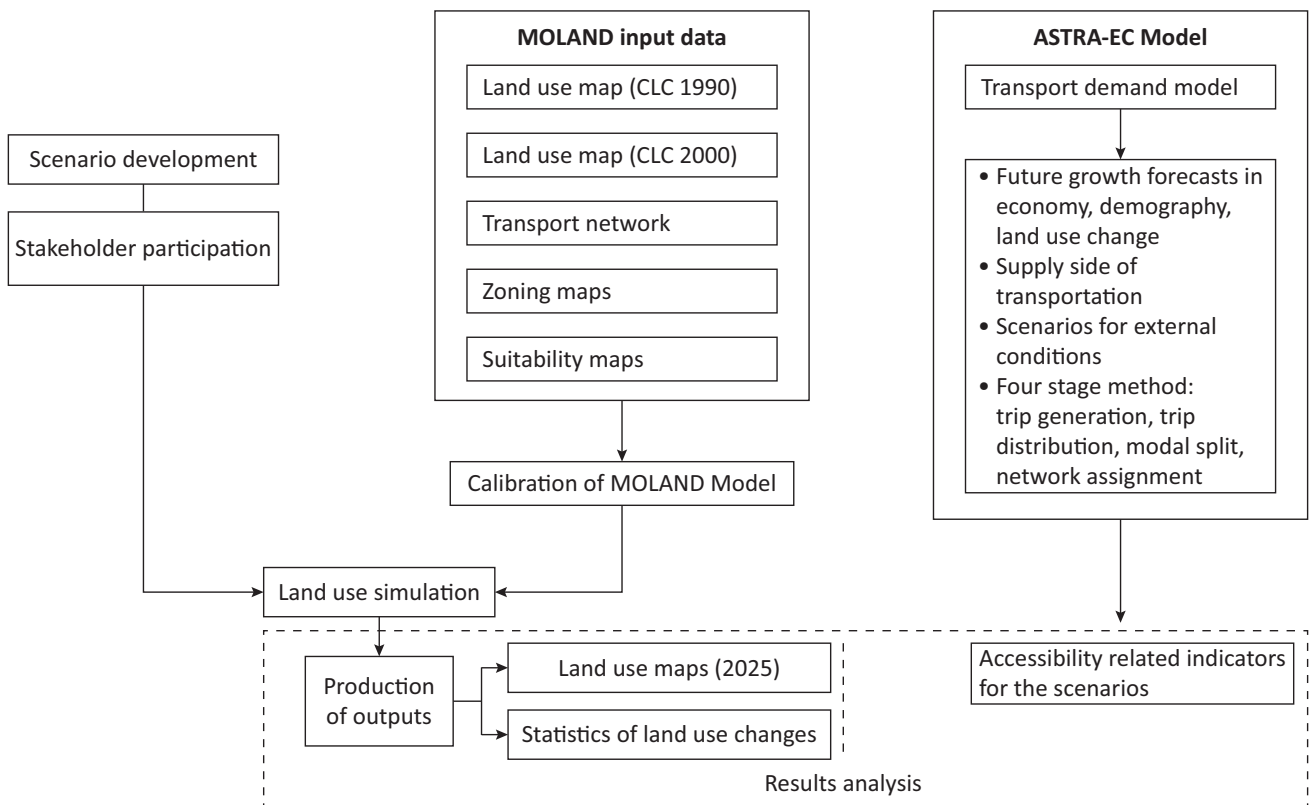 Scenario development
Stakeholder participation
MOLAND input data
Land use map (CLC 1990)
Land use map (CLC 2000)
Transport network
Zoning maps
Suitability maps
Calibration of MOLAND Model
ASTRA-EC Model
Transport demand model
• Future growth forecasts in
economy, demography,
land use change
• Supply side of
transportation
• Scenarios for external
conditions
• Four stage method:
trip generation, trip
distribution, modal split,
network assignment
Land use simulation
Production
of outputs
Land use maps (2025)
Statistics of land use changes
Accessibility related indicators
for the scenarios
Results analysis